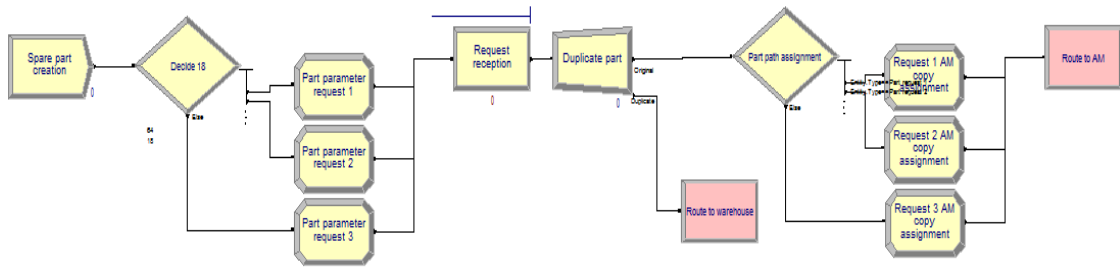 Spare part
creation
0
Decide 18
Else
64
18
Part parameter
request 1
Part parameter
request 2
Part parameter
request 3
Request
reception
0
Duplicate part
Original
0
Duplicate
Route to warehouse
Part path assignment
Else
Request 1 AM
copy
assignment
Request 2 AM
copy
assignment
Request 3 AM
copy
assignment
Route to AM